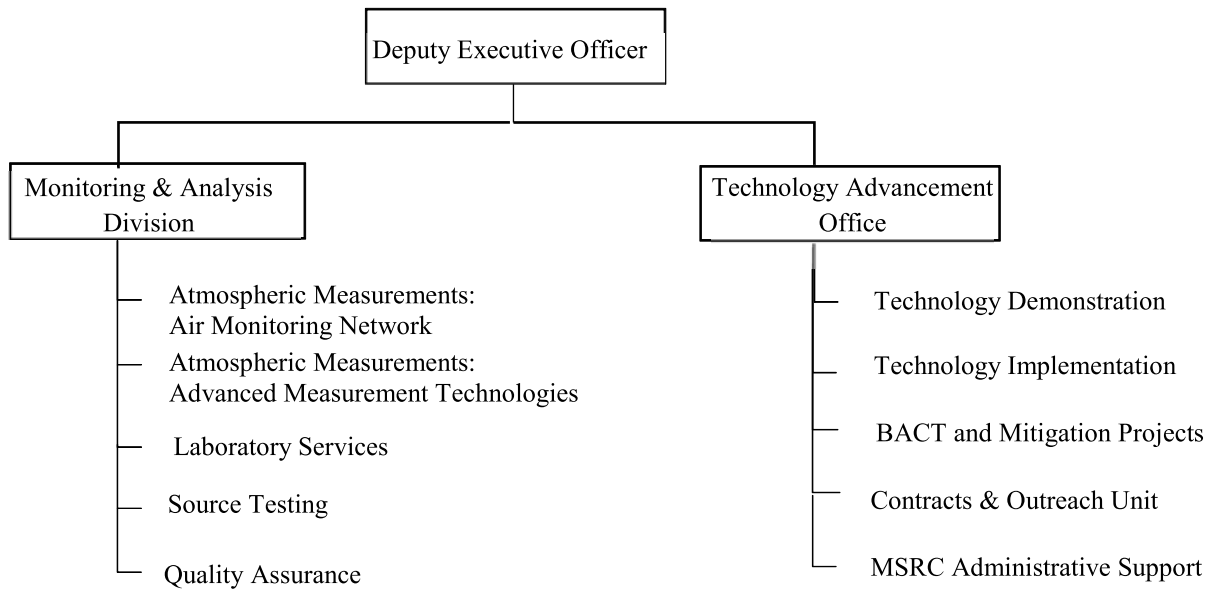 Deputy Executive Officer
Monitoring & Analysis
Division
Atmospheric Measurements:
Air Monitoring Network
Atmospheric Measurements:
Advanced Measurement Technologies
Laboratory Services
Source Testing
Quality Assurance
Technology Advancement
Office
Technology Demonstration
Technology Implementation
BACT and Mitigation Projects
Contracts & Outreach Unit
MSRC Administrative Support